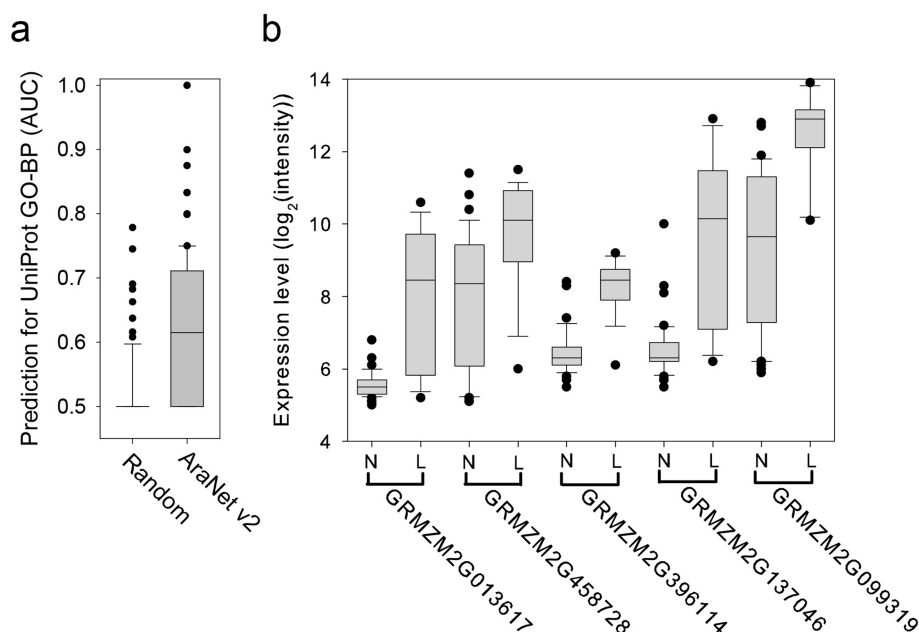 a
b
Prediction for UniProt GO-BP (AUC)
1.0
0.9
0.8
0.7
0.6
0.5
Random
AraNet v2
Expression level (log2(intensity))
14
12
10
8
6
4
N L N L N L N L N L
GRMZM2G013617
GRMZM2G458728
GRMZM2G396114
GRMZM2G137046
GRMZM2G099319